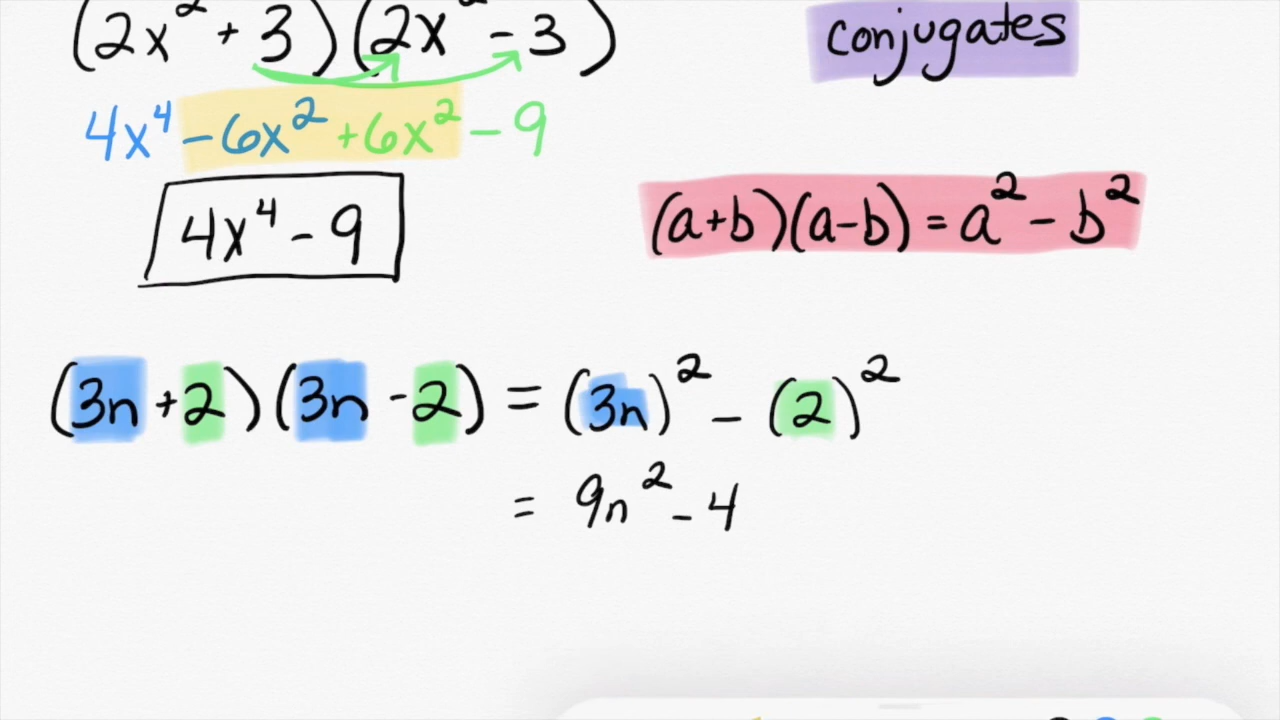 (2x² + 3)(2x² - 3)
conjugates
4x⁴ - 6x² + 6x² - 9
4x⁴ - 9
(a+b)(a-b) = a² - b²
(3n + 2)(3n - 2) = (3n)² - (2)²
= 9n² - 4